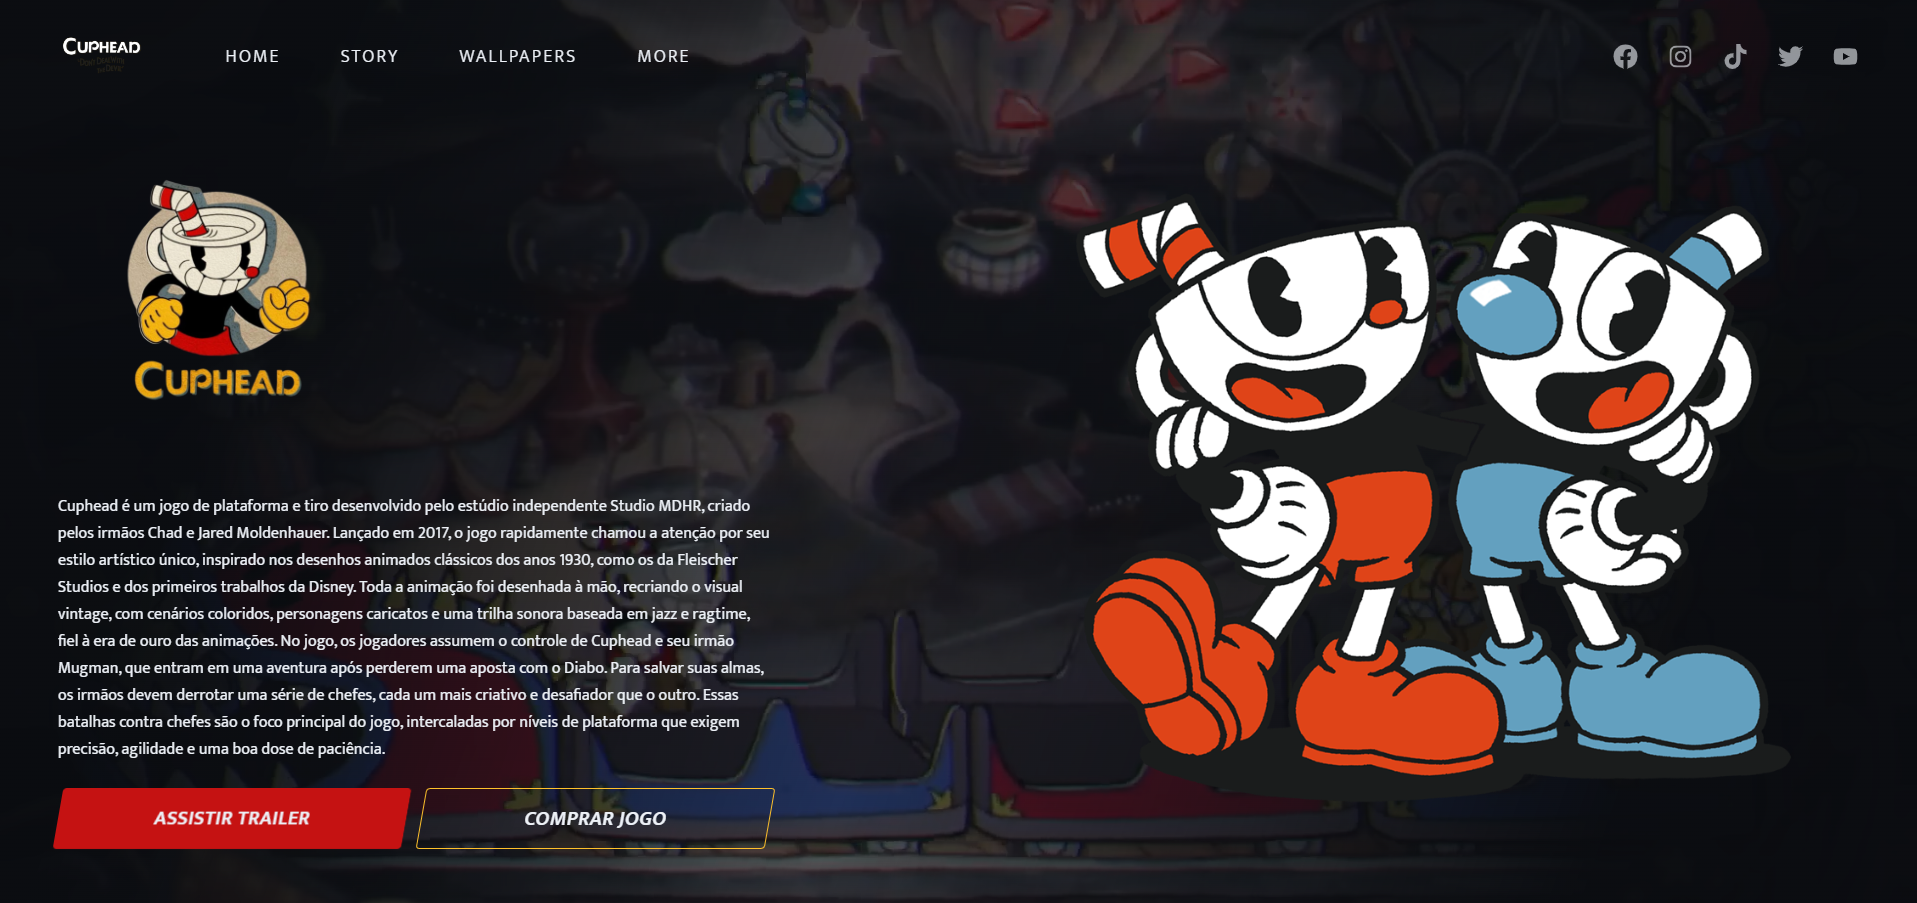 CUPHEAD
"Don't Deal With
the Devil"
HOME
STORY
WALLPAPERS
MORE
CUPHEAD
Cuphead é um jogo de plataforma e tiro desenvolvido pelo estúdio independente Studio MDHR, criado
pelos irmãos Chad e Jared Moldenhauer. Lançado em 2017, o jogo rapidamente chamou a atenção por seu
estilo artístico único, inspirado nos desenhos animados clássicos dos anos 1930, como os da Fleischer
Studios e dos primeiros trabalhos da Disney. Toda a animação foi desenhada à mão, recriando o visual
vintage, com cenários coloridos, personagens caricatos e uma trilha sonora baseada em jazz e ragtime,
fiel à era de ouro das animações. No jogo, os jogadores assumem o controle de Cuphead e seu irmão
Mugman, que entram em uma aventura após perderem uma aposta com o Diabo. Para salvar suas almas,
os irmãos devem derrotar uma série de chefes, cada um mais criativo e desafiador que o outro. Essas
batalhas contra chefes são o foco principal do jogo, intercaladas por níveis de plataforma que exigem
precisão, agilidade e uma boa dose de paciência.
ASSISTIR TRAILER
COMPRAR JOGO